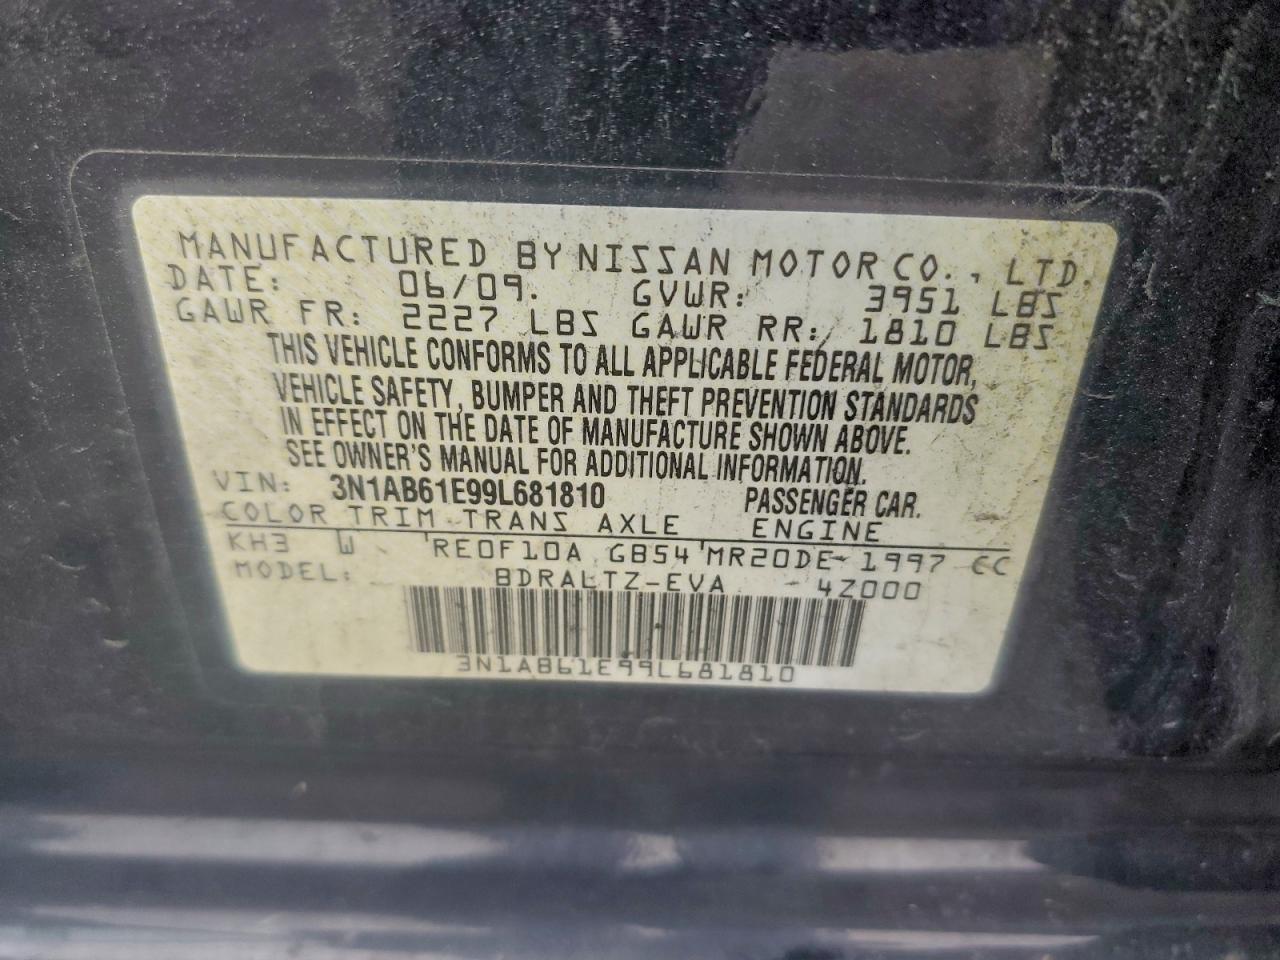 MANUFACTURED BY NISSAN MOTOR CO., LTD.
DATE: 06/09. GVWR: 3951 LBS
GAWR FR: 2227 LBS GAWR RR: 1810 LBS
THIS VEHICLE CONFORMS TO ALL APPLICABLE FEDERAL MOTOR,
VEHICLE SAFETY, BUMPER AND THEFT PREVENTION STANDARDS
IN EFFECT ON THE DATE OF MANUFACTURE SHOWN ABOVE.
SEE OWNER'S MANUAL FOR ADDITIONAL INFORMATION.
VIN: 3N1AB61E99L681810 PASSENGER CAR.
COLOR TRIM TRANS AXLE ENGINE
KH3 W RE0F10A GB54 MR20DE- 1997 CC
MODEL: BDRALTZ-EVA - 4Z000
3N1AB61E99L681810